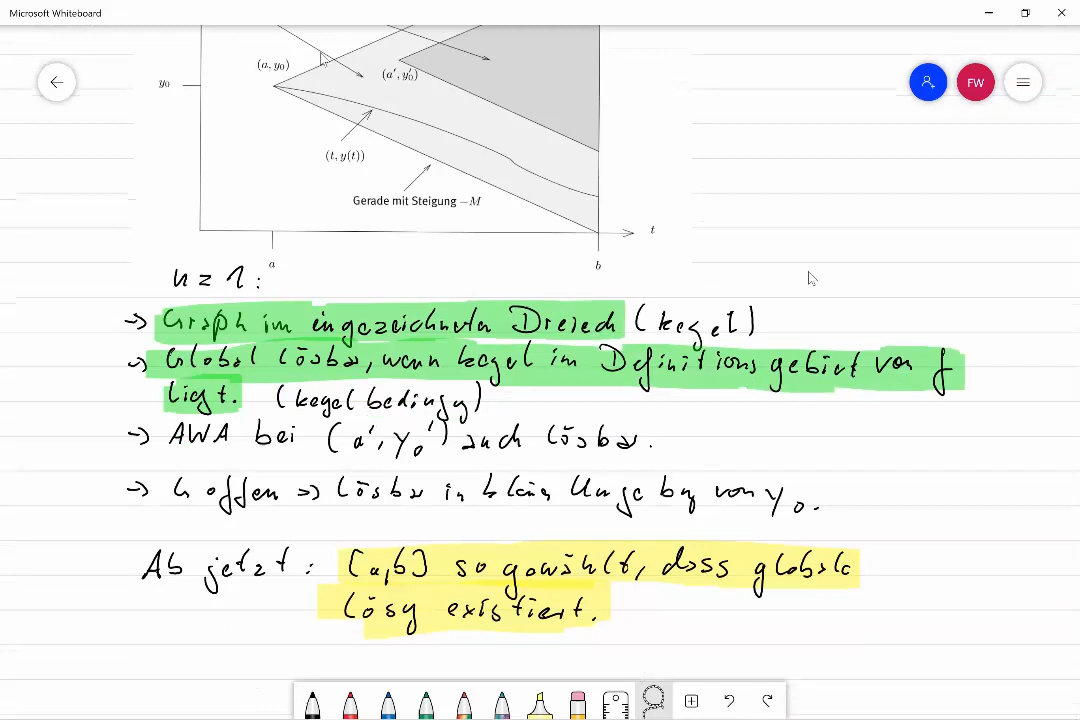 Microsoft Whiteboard
FW
(a, y₀)
(a′, y′₀)
y₀
(t, y(t))
Gerade mit Steigung −M
t
a
b
n = 1:
→ Graph im eingezeichneten Dreieck (Kegel)
→ Global lösbar, wenn Kegel im Definitionsgebiet von f
liegt. (Kegelbedingung)
→ AWA bei (a′, y₀′) auch lösbar.
→ G offen ⇒ lösbar in kleiner Umgebung von y₀.
Ab jetzt: [a,b] so gewählt, dass globale
Lösung existiert.